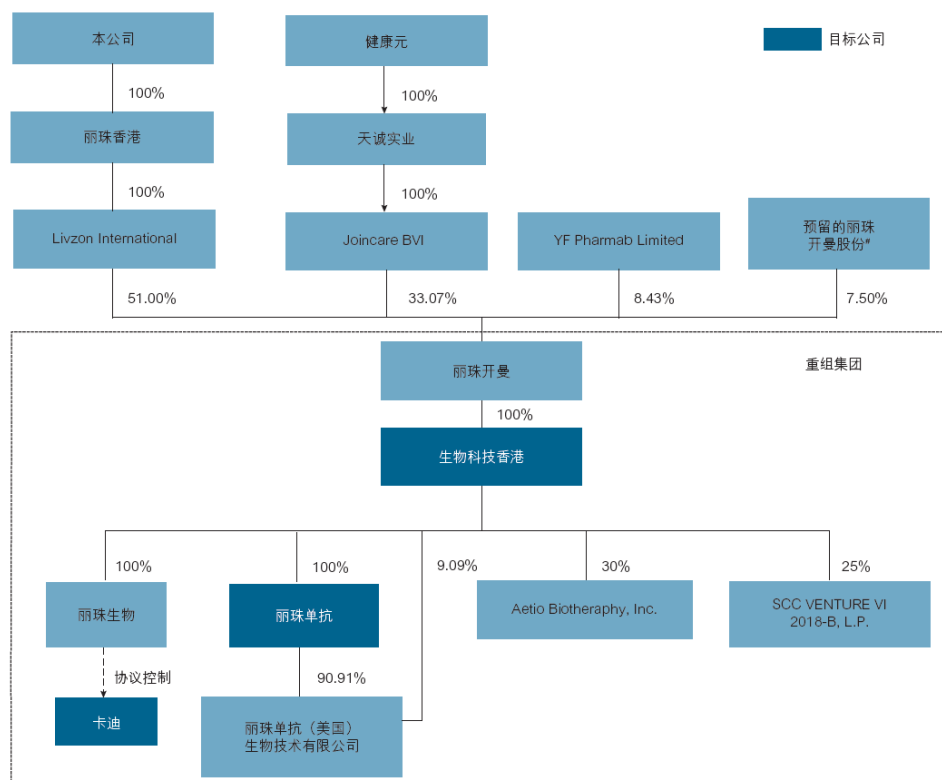 本公司
健康元
目标公司
100%
100%
丽珠香港
天诚实业
100%
100%
Livzon International
Joincare BVI
YF Pharmab Limited
预留的丽珠
开曼股份#
51.00%
33.07%
8.43%
7.50%
丽珠开曼
重组集团
100%
生物科技香港
100%
100%
9.09%
30%
25%
丽珠生物
丽珠单抗
Aetio Biotheraphy, Inc.
SCC VENTURE VI
2018-B, L.P.
协议控制
90.91%
卡迪
丽珠单抗（美国）
生物技术有限公司